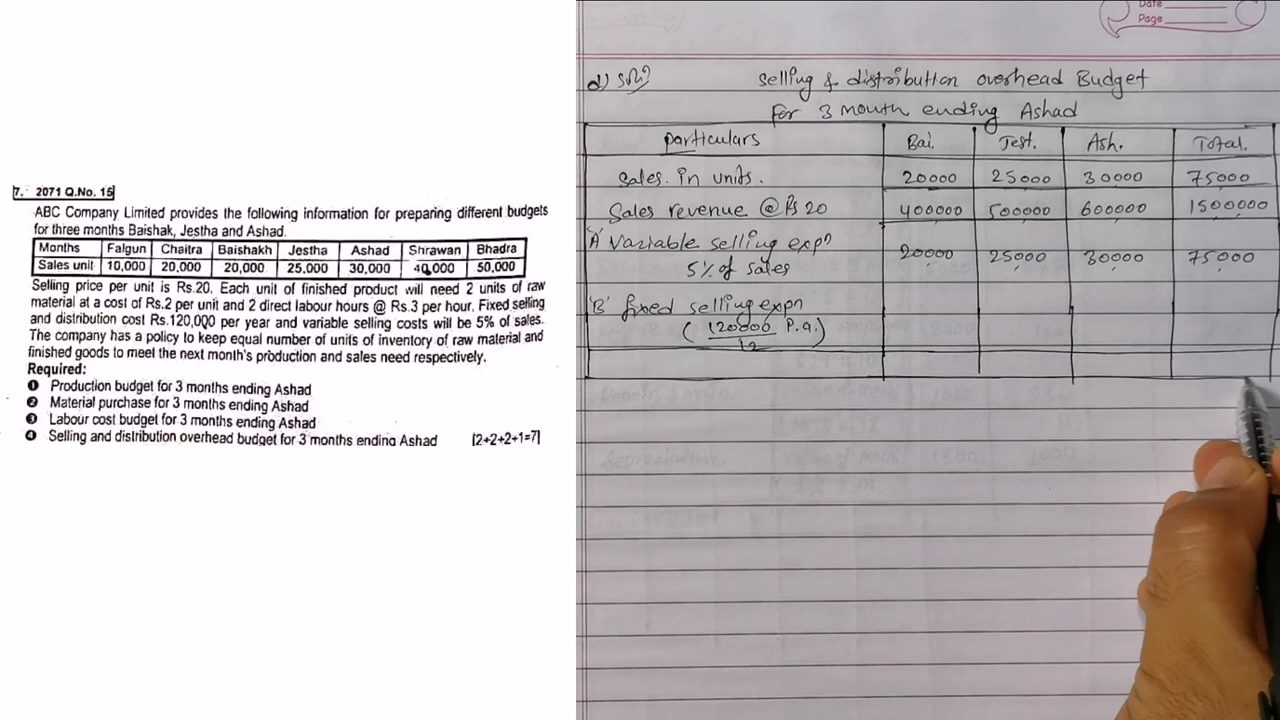 7. 2071 Q.No. 15
ABC Company Limited provides the following information for preparing different budgets
for three months Baishak, Jestha and Ashad.
Months Falgun Chaitra Baishakh Jestha Ashad Shrawan Bhadra
Sales unit 10,000 20,000 20,000 25,000 30,000 40,000 50,000
Selling price per unit is Rs.20. Each unit of finished product will need 2 units of raw
material at a cost of Rs.2 per unit and 2 direct labour hours @ Rs.3 per hour. Fixed selling
and distribution cost Rs.120,000 per year and variable selling costs will be 5% of sales.
The company has a policy to keep equal number of units of inventory of raw material and
finished goods to meet the next month's production and sales need respectively.
Required:
1 Production budget for 3 months ending Ashad
2 Material purchase for 3 months ending Ashad
3 Labour cost budget for 3 months ending Ashad
4 Selling and distribution overhead budget for 3 months ending Ashad [2+2+2+1=7]
Date
Page
d) Soln
Selling & distribution overhead Budget
For 3 month ending Ashad
particulars Bai. Jest. Ash. Total.
Sales. in units. 20000 25000 30000 75000
Sales revenue @ Rs 20 400000 500000 600000 1500000
'A' Variable selling expn
5% of sales 20000 25000 30000 75000
'B' fixed selling expn
(120000 P.a.)
12